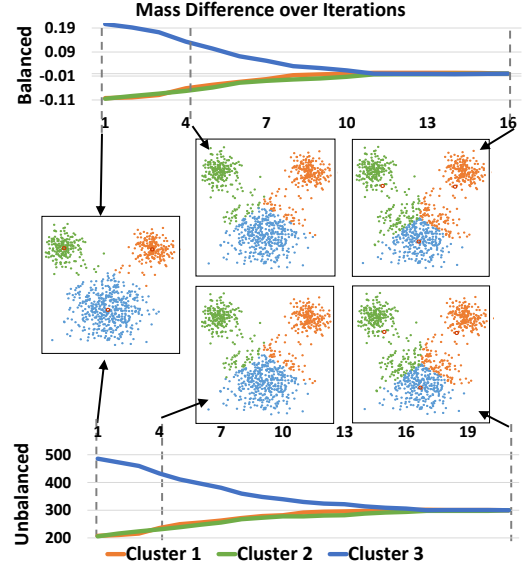 Mass Difference over Iterations
Balanced
0.19
0.09
-0.01
-0.11
1 4 7 10 13 16
1 4 7 10 13 16 19
Unbalanced
500
400
300
200
Cluster 1 Cluster 2 Cluster 3